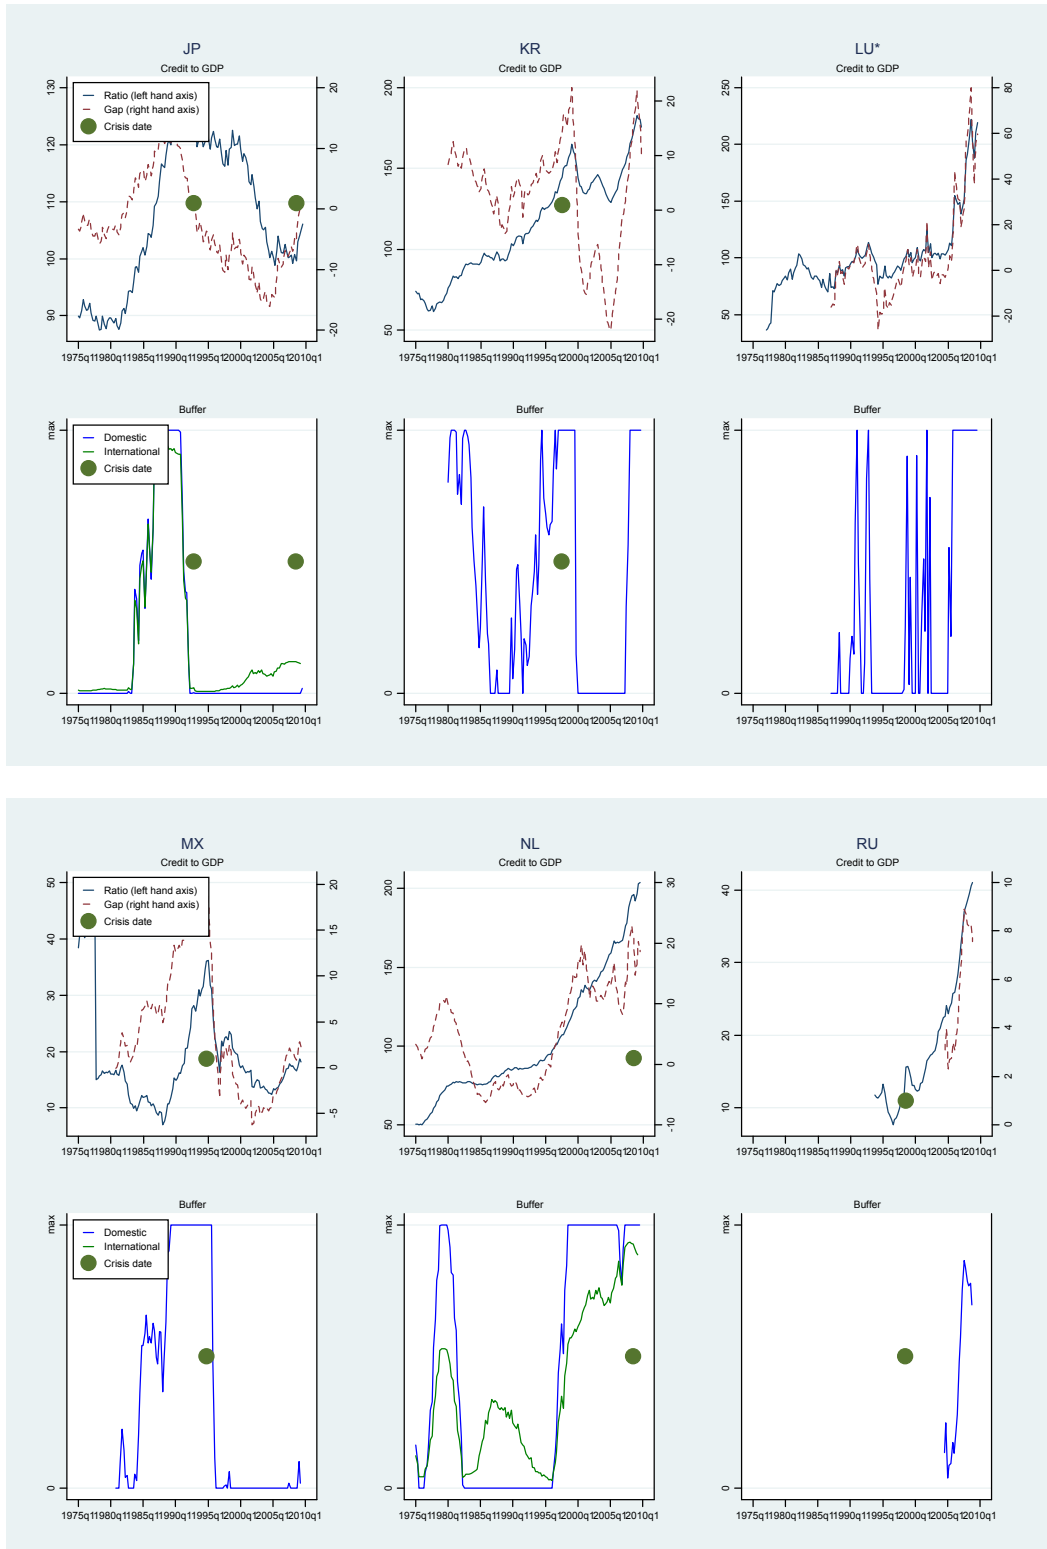 JP
Credit to GDP
Ratio (left hand axis)
Gap (right hand axis)
Crisis date
130
120
110
100
90
20
10
0
-10
-20
1975q11980q11985q11990q11995q12000q12005q12010q1
KR
Credit to GDP
200
150
100
50
20
10
0
-10
-20
1975q11980q11985q11990q11995q12000q12005q12010q1
LU*
Credit to GDP
250
200
150
100
50
80
60
40
20
0
-20
1975q11980q11985q11990q11995q12000q12005q12010q1
Buffer
Domestic
International
Crisis date
max
0
1975q11980q11985q11990q11995q12000q12005q12010q1
Buffer
max
0
1975q11980q11985q11990q11995q12000q12005q12010q1
Buffer
max
0
1975q11980q11985q11990q11995q12000q12005q12010q1
MX
Credit to GDP
Ratio (left hand axis)
Gap (right hand axis)
Crisis date
50
40
30
20
10
20
15
10
5
0
-5
1975q11980q11985q11990q11995q12000q12005q12010q1
NL
Credit to GDP
200
150
100
50
30
20
10
0
-10
1975q11980q11985q11990q11995q12000q12005q12010q1
RU
Credit to GDP
40
30
20
10
10
8
6
4
2
0
1975q11980q11985q11990q11995q12000q12005q12010q1
Buffer
Domestic
International
Crisis date
max
0
1975q11980q11985q11990q11995q12000q12005q12010q1
Buffer
max
0
1975q11980q11985q11990q11995q12000q12005q12010q1
Buffer
max
0
1975q11980q11985q11990q11995q12000q12005q12010q1